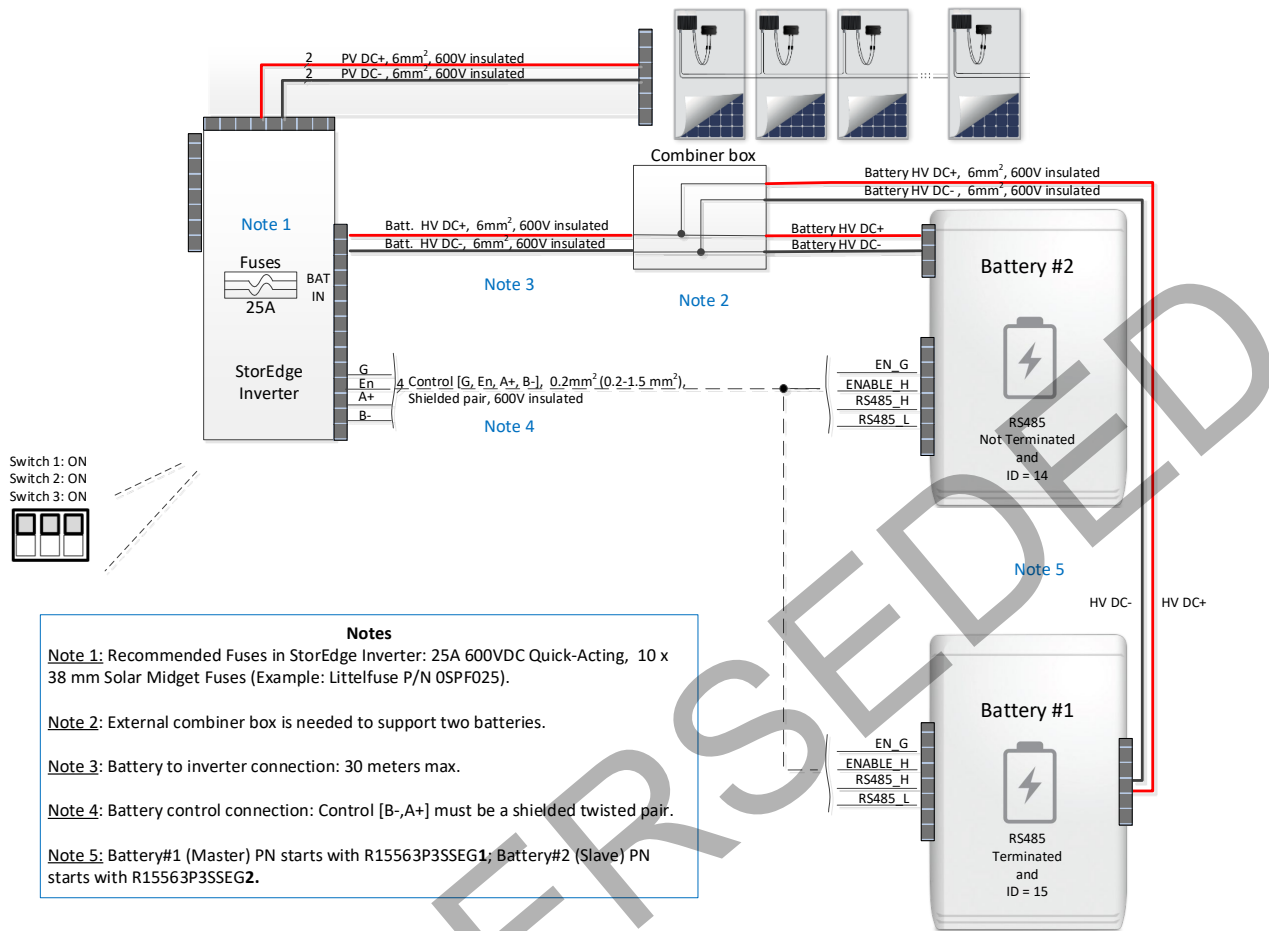 2 PV DC+, 6mm², 600V insulated
2 PV DC- , 6mm², 600V insulated
Combiner box
Battery HV DC+, 6mm², 600V insulated
Battery HV DC- , 6mm², 600V insulated
Note 1
Batt. HV DC+, 6mm², 600V insulated
Batt. HV DC-, 6mm², 600V insulated
Battery HV DC+
Battery HV DC-
Fuses
25A
BAT
IN
Note 3
Note 2
Battery #2
StorEdge
Inverter
G
En
A+
B-
4 Control [G, En, A+, B-], 0.2mm² (0.2-1.5 mm²),
Shielded pair, 600V insulated
Note 4
EN_G
ENABLE_H
RS485_H
RS485_L
RS485
Not Terminated
and
ID = 14
Switch 1: ON
Switch 2: ON
Switch 3: ON
Note 5
HV DC-
HV DC+
Notes
Note 1: Recommended Fuses in StorEdge Inverter: 25A 600VDC Quick-Acting, 10 x
38 mm Solar Midget Fuses (Example: Littelfuse P/N 0SPF025).
Note 2: External combiner box is needed to support two batteries.
Note 3: Battery to inverter connection: 30 meters max.
Note 4: Battery control connection: Control [B-,A+] must be a shielded twisted pair.
Note 5: Battery#1 (Master) PN starts with R15563P3SSEG1; Battery#2 (Slave) PN
starts with R15563P3SSEG2.
Battery #1
EN_G
ENABLE_H
RS485_H
RS485_L
RS485
Terminated
and
ID = 15
ERSEDED